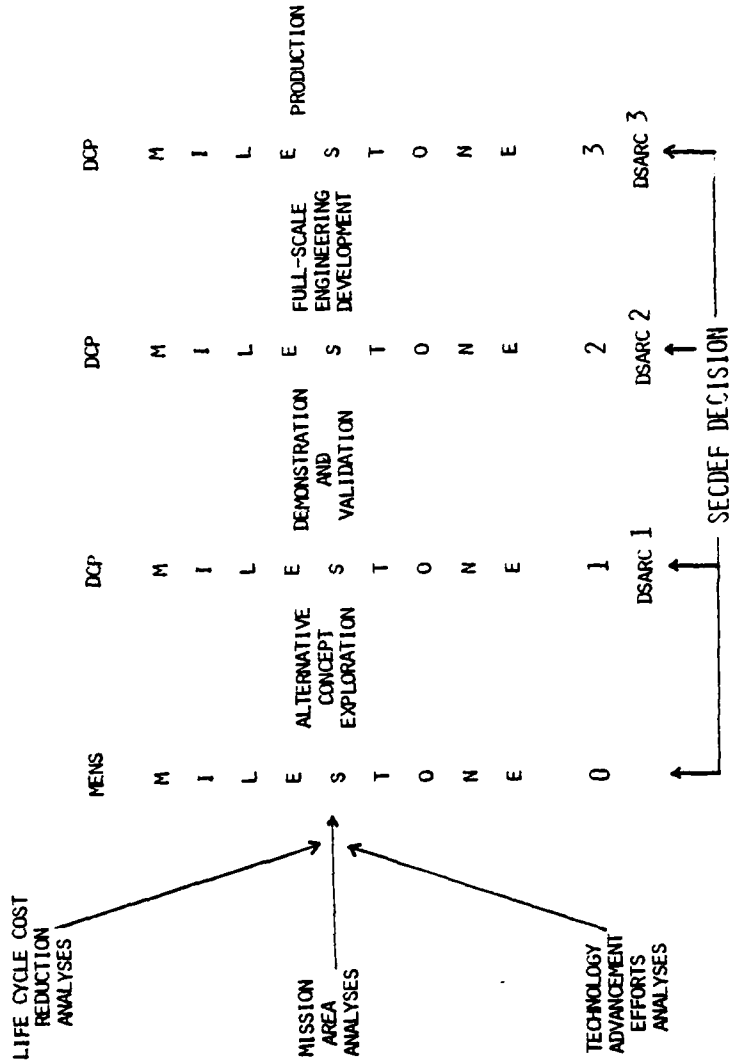 LIFE CYCLE COST
REDUCTION
ANALYSES
MISSION
AREA
ANALYSES
TECHNOLOGY
ADVANCEMENT
EFFORTS
ANALYSES
MENS
MILESTONE
0
ALTERNATIVE
CONCEPT
EXPLORATION
DCP
MILESTONE
1
DSARC 1
DEMONSTRATION
AND
VALIDATION
DCP
MILESTONE
2
DSARC 2
FULL-SCALE
ENGINEERING
DEVELOPMENT
DCP
MILESTONE
3
DSARC 3
PRODUCTION
SECDEF DECISION